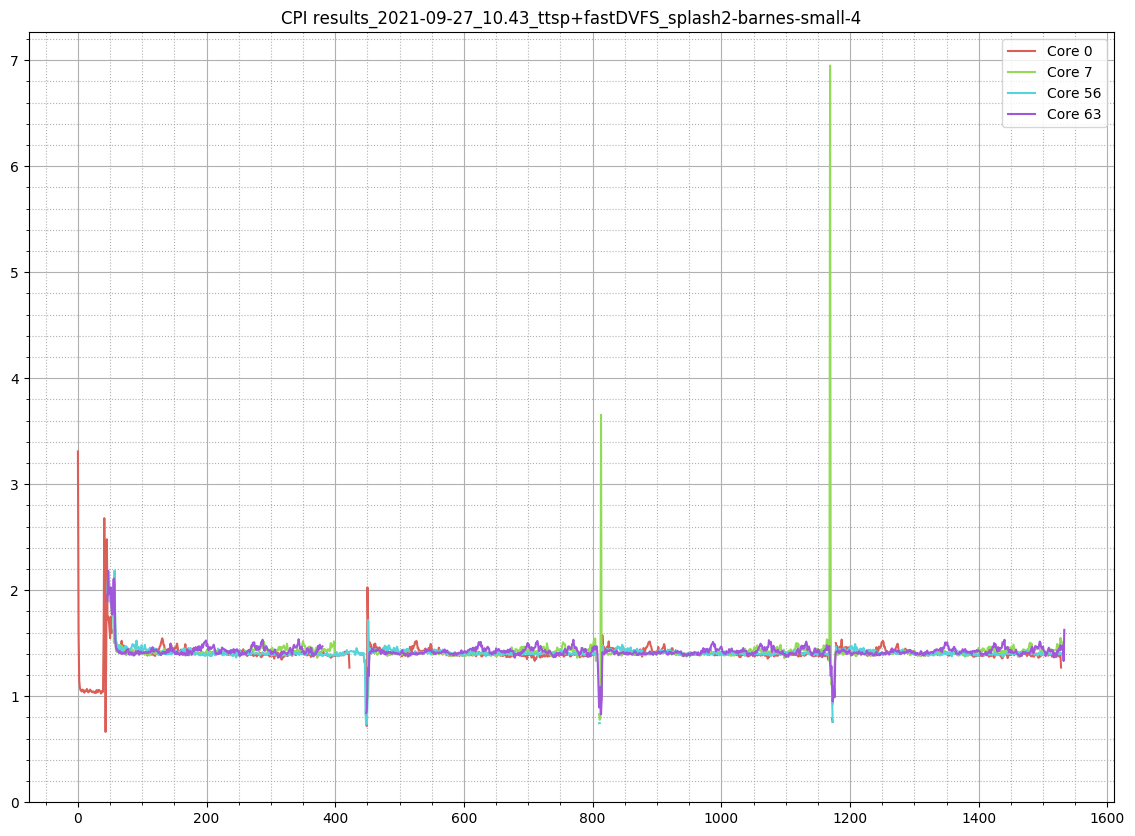 CPI results_2021-09-27_10.43_ttsp+fastDVFS_splash2-barnes-small-4
Core 0
Core 7
Core 56
Core 63
7
6
5
4
3
2
1
0
0 200 400 600 800 1000 1200 1400 1600